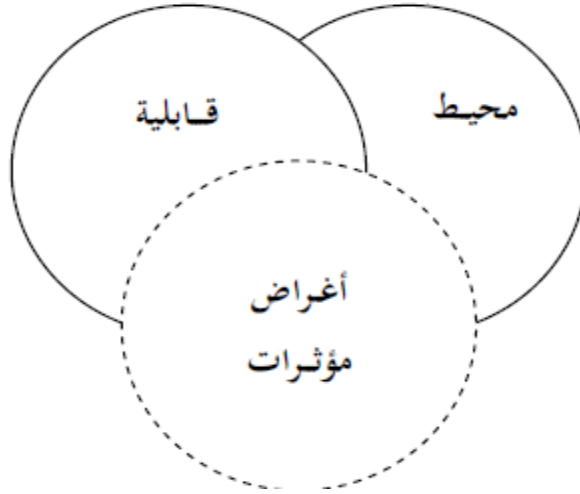 محيط
قابلية
أغراض
مؤثرات